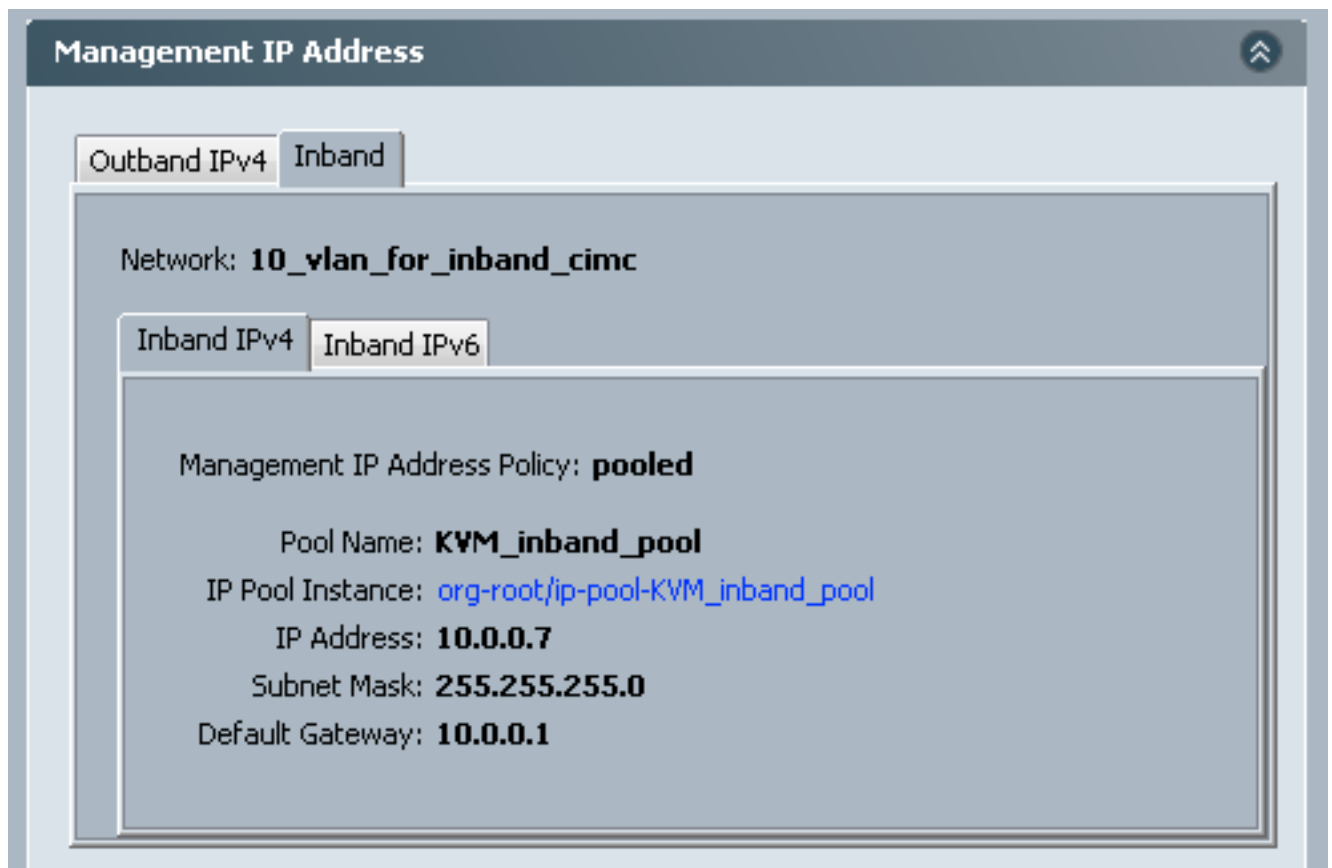 Management IP Address
Outband IPv4 Inband
Network: 10_vlan_for_inband_cimc
Inband IPv4 Inband IPv6
Management IP Address Policy: pooled
Pool Name: KVM_inband_pool
IP Pool Instance: org-root/ip-pool-KVM_inband_pool
IP Address: 10.0.0.7
Subnet Mask: 255.255.255.0
Default Gateway: 10.0.0.1